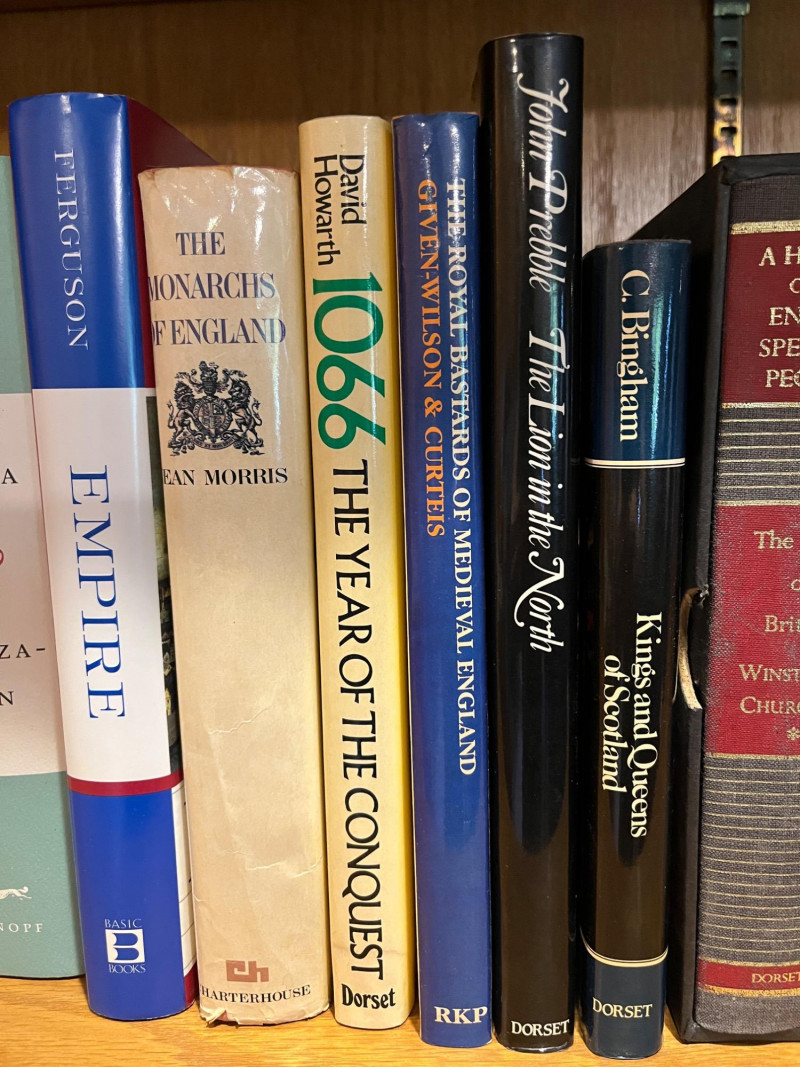 A
ZA-
N
NOPF
FERGUSON
EMPIRE
BASIC
B
BOOKS
THE
MONARCHS
OF ENGLAND
EAN MORRIS
ch
HARTERHOUSE
David
Howarth
1066 THE YEAR OF THE CONQUEST
Dorset
THE ROYAL BASTARDS OF MEDIEVAL ENGLAND
GIVEN-WILSON & CURTEIS
RKP
John Prebble The Lion in the North
DORSET
C. Bingham
Kings and Queens
of Scotland
DORSET
A H
O
EN
SPE
PEO
The
Brit
WINST
CHURC
DORSET